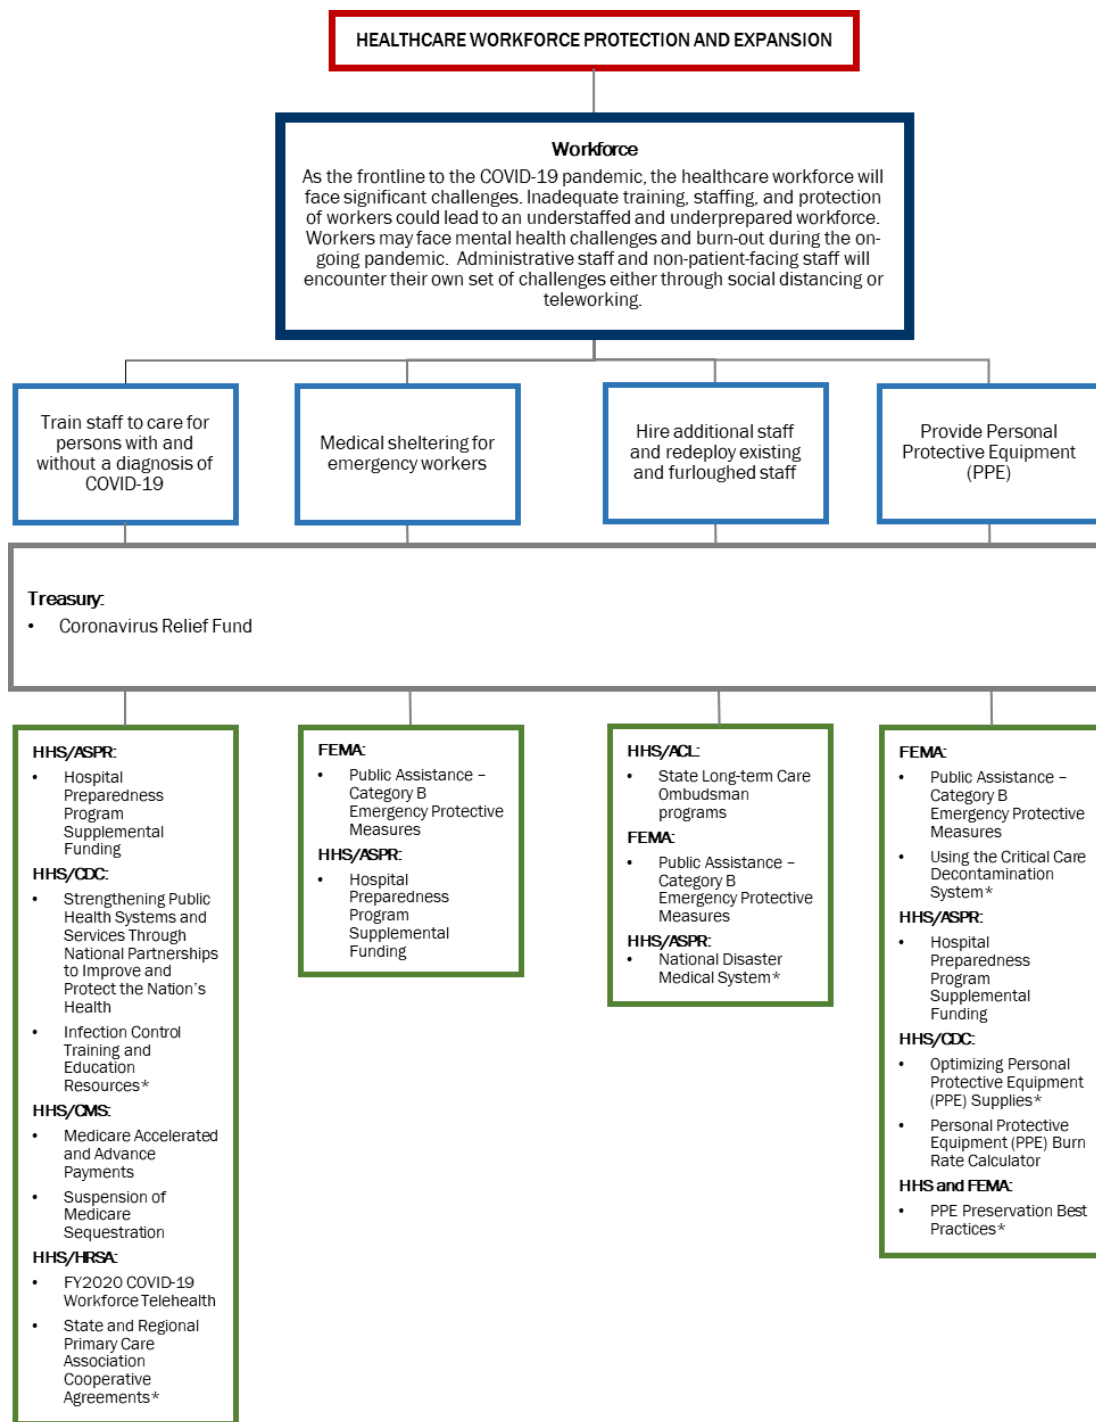 HEALTHCARE WORKFORCE PROTECTION AND EXPANSION
Workforce
As the frontline to the COVID-19 pandemic, the healthcare workforce will
face significant challenges. Inadequate training, staffing, and protection
of workers could lead to an understaffed and underprepared workforce.
Workers may face mental health challenges and burn-out during the on-
going pandemic. Administrative staff and non-patient-facing staff will
encounter their own set of challenges either through social distancing or
teleworking.
Train staff to care for
persons with and
without a diagnosis of
COVID-19
Medical sheltering for
emergency workers
Hire additional staff
and redeploy existing
and furloughed staff
Provide Personal
Protective Equipment
(PPE)
Treasury:
• Coronavirus Relief Fund
HHS/ASPR:
• Hospital
Preparedness
Program
Supplemental
Funding
HHS/CDC:
• Strengthening Public
Health Systems and
Services Through
National Partnerships
to Improve and
Protect the Nation's
Health
• Infection Control
Training and
Education
Resources*
HHS/CMS:
• Medicare Accelerated
and Advance
Payments
• Suspension of
Medicare
Sequestration
HHS/HRSA:
• FY2020 COVID-19
Workforce Telehealth
• State and Regional
Primary Care
Association
Cooperative
Agreements*
FEMA:
• Public Assistance –
Category B
Emergency Protective
Measures
HHS/ASPR:
• Hospital
Preparedness
Program
Supplemental
Funding
HHS/ACL:
• State Long-term Care
Ombudsman
programs
FEMA:
• Public Assistance –
Category B
Emergency Protective
Measures
HHS/ASPR:
• National Disaster
Medical System*
FEMA:
• Public Assistance –
Category B
Emergency Protective
Measures
• Using the Critical Care
Decontamination
System*
HHS/ASPR:
• Hospital
Preparedness
Program
Supplemental
Funding
HHS/CDC:
• Optimizing Personal
Protective Equipment
(PPE) Supplies*
• Personal Protective
Equipment (PPE) Burn
Rate Calculator
HHS and FEMA:
• PPE Preservation Best
Practices*